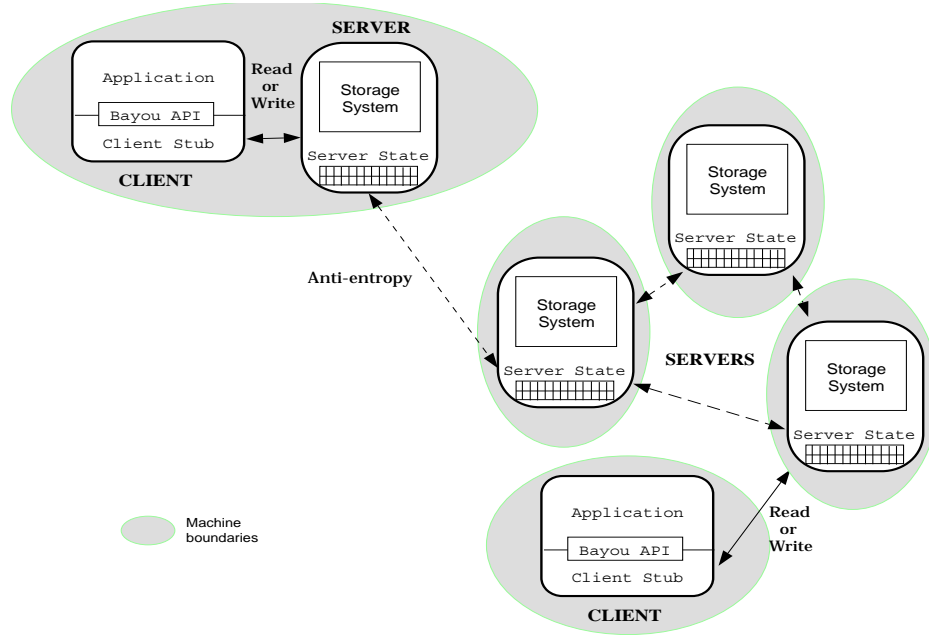 SERVER
Application
Bayou API
Client Stub
CLIENT
Read
or
Write
Storage
System
Server State
Anti-entropy
Storage
System
Server State
Storage
System
Server State
SERVERS
Storage
System
Server State
Read
or
Write
Application
Bayou API
Client Stub
CLIENT
Machine
boundaries